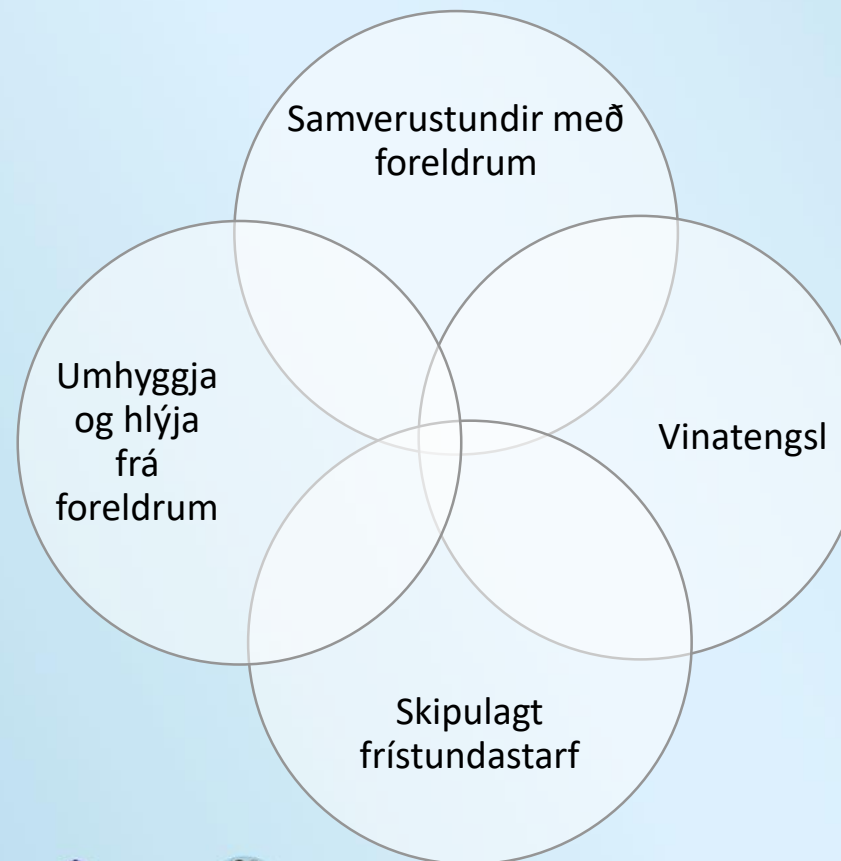 Samverustundir með
foreldrum
Umhyggja
og hlýja
frá
foreldrum
Vinatengsl
Skipulagt
frístundastarf